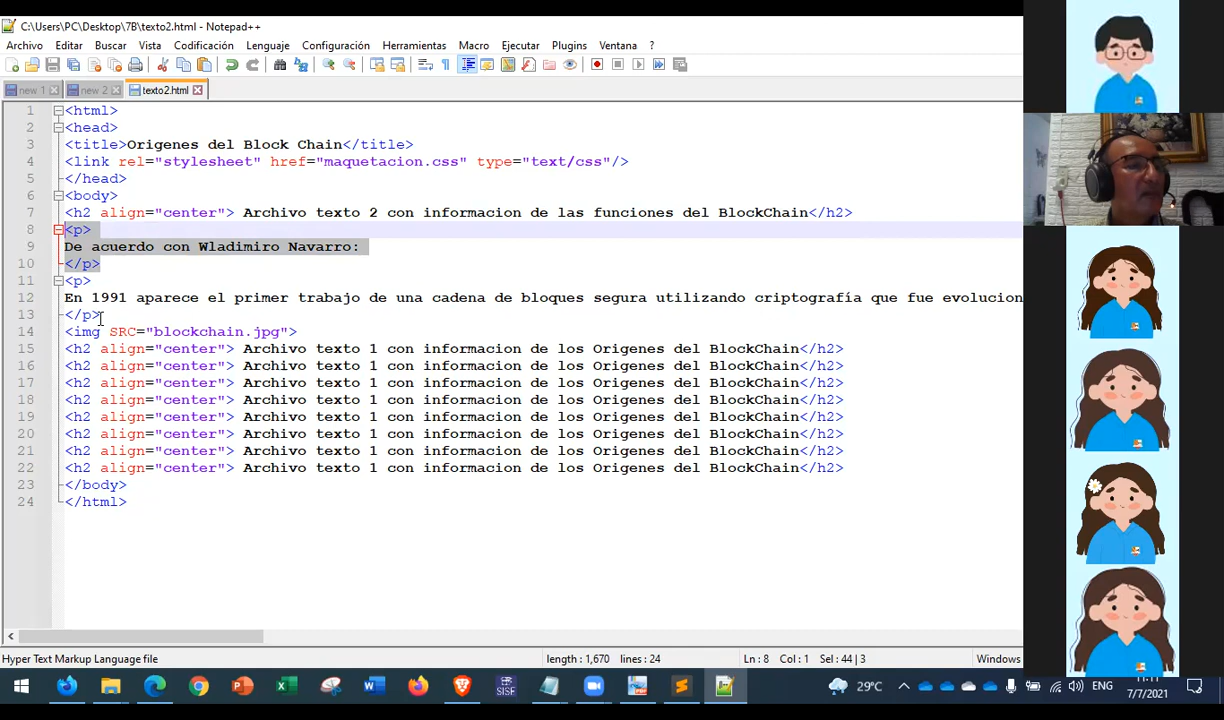 C:\Users\PC\Desktop\7B\texto2.html - Notepad++
Archivo Editar Buscar Vista Codificación Lenguaje Configuración Herramientas Macro Ejecutar Plugins Ventana ?
new 1 new 2 texto2.html
1 <html>
2 <head>
3 <title>Origenes del Block Chain</title>
4 <link rel="stylesheet" href="maquetacion.css" type="text/css"/>
5 </head>
6 <body>
7 <h2 align="center"> Archivo texto 2 con informacion de las funciones del BlockChain</h2>
8 <p>
9 De acuerdo con Wladimiro Navarro:
10 </p>
11 <p>
12 En 1991 aparece el primer trabajo de una cadena de bloques segura utilizando criptografía que fue evolucion
13 </p>
14 <img SRC="blockchain.jpg">
15 <h2 align="center"> Archivo texto 1 con informacion de los Origenes del BlockChain</h2>
16 <h2 align="center"> Archivo texto 1 con informacion de los Origenes del BlockChain</h2>
17 <h2 align="center"> Archivo texto 1 con informacion de los Origenes del BlockChain</h2>
18 <h2 align="center"> Archivo texto 1 con informacion de los Origenes del BlockChain</h2>
19 <h2 align="center"> Archivo texto 1 con informacion de los Origenes del BlockChain</h2>
20 <h2 align="center"> Archivo texto 1 con informacion de los Origenes del BlockChain</h2>
21 <h2 align="center"> Archivo texto 1 con informacion de los Origenes del BlockChain</h2>
22 <h2 align="center"> Archivo texto 1 con informacion de los Origenes del BlockChain</h2>
23 </body>
24 </html>
Hyper Text Markup Language file length : 1,670 lines : 24 Ln : 8 Col : 1 Sel : 44 | 3 Windows
SISF 29°C ENG
7/7/2021